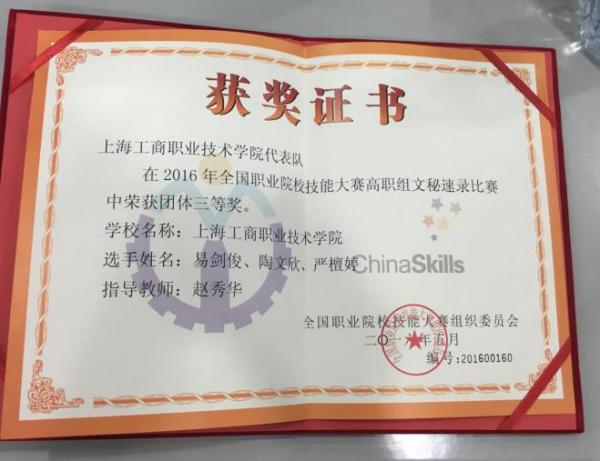 获奖证书
上海工商职业技术学院代表队
在2016年全国职业院校技能大赛高职组文秘速录比赛
中荣获团体三等奖。
学校名称：上海工商职业技术学院
选手姓名：易剑俊、陶文欣、严檀婷
ChinaSkills
指导教师：赵秀华
全国职业院校技能大赛组织委员会
二〇一六年五月
编号:201600160